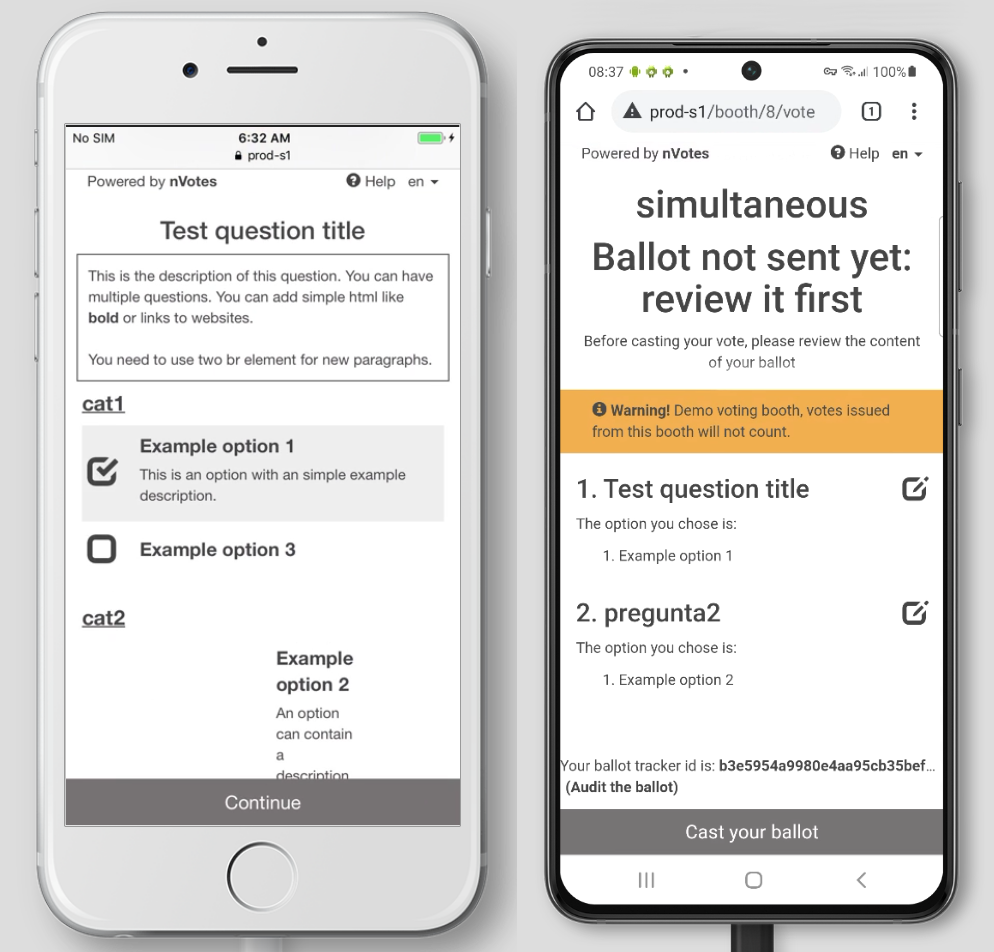 No SIM
6:32 AM
prod-s1
Powered by nVotes
Help en
Test question title
This is the description of this question. You can have
multiple questions. You can add simple html like
bold or links to websites.
You need to use two br element for new paragraphs.
cat1
Example option 1
This is an option with an simple example
description.
Example option 3
cat2
Example
option 2
An option
can contain
a
description
Continue
08:37
100%
prod-s1/booth/8/vote
1
Powered by nVotes
Help en
simultaneous
Ballot not sent yet:
review it first
Before casting your vote, please review the content
of your ballot
Warning! Demo voting booth, votes issued
from this booth will not count.
1. Test question title
The option you chose is:
1. Example option 1
2. pregunta2
The option you chose is:
1. Example option 2
Your ballot tracker id is: b3e5954a9980e4aa95cb35bef…
(Audit the ballot)
Cast your ballot